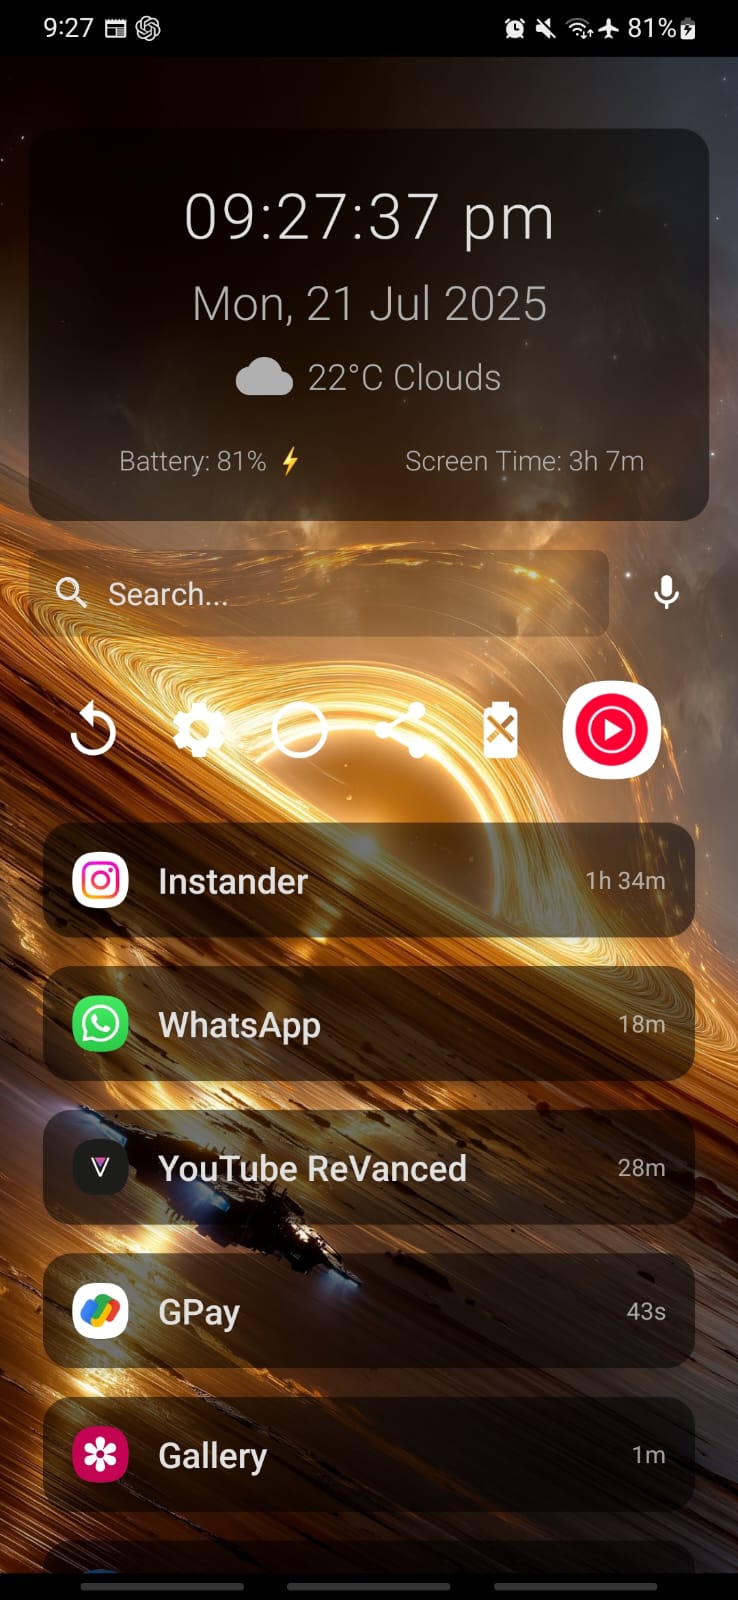 9:27 81%
09:27:37 pm
Mon, 21 Jul 2025
22°C Clouds
Battery: 81% ⚡ Screen Time: 3h 7m
Search...
Instander 1h 34m
WhatsApp 18m
YouTube ReVanced 28m
GPay 43s
Gallery 1m